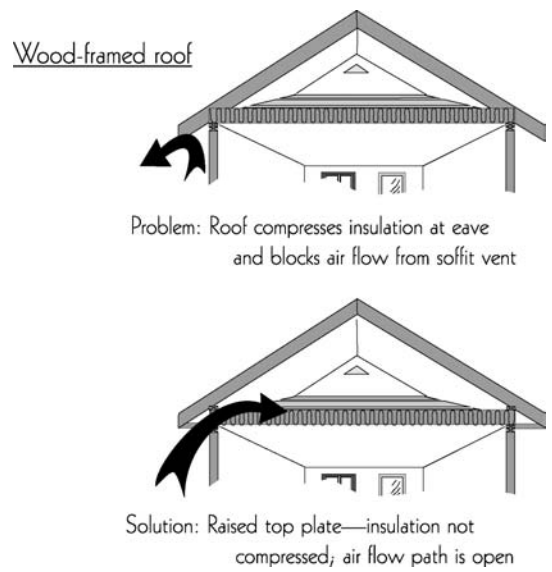 Wood-framed roof
Problem: Roof compresses insulation at eave
and blocks air flow from soffit vent
Solution: Raised top plate—insulation not
compressed; air flow path is open